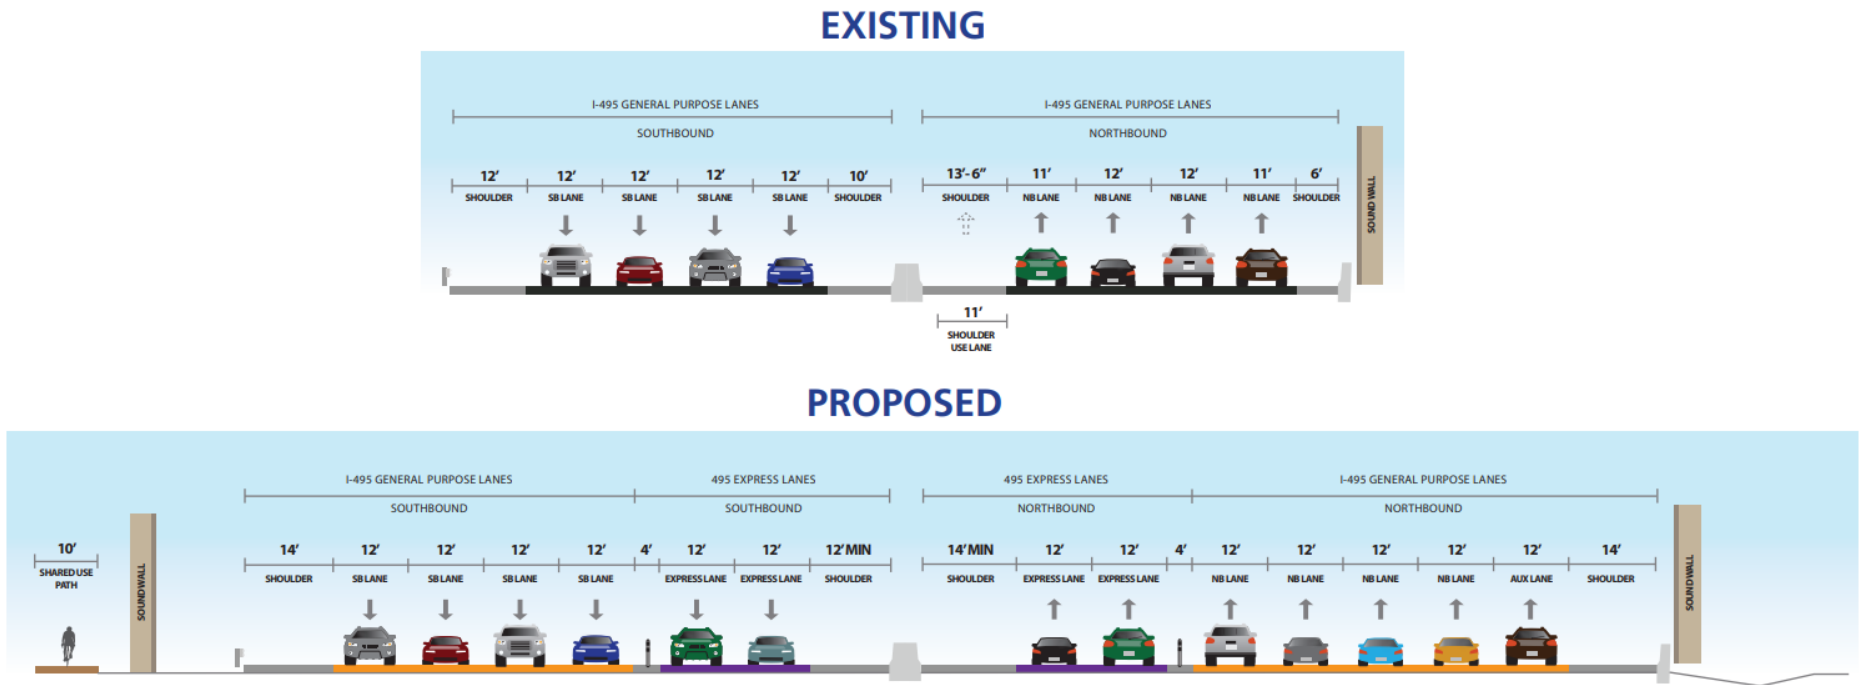 EXISTING
I-495 GENERAL PURPOSE LANES
I-495 GENERAL PURPOSE LANES
SOUTHBOUND
NORTHBOUND
12' 12' 12' 12' 12' 10' 13'-6" 11' 12' 12' 11' 6'
SHOULDER SB LANE SB LANE SB LANE SB LANE SHOULDER SHOULDER NB LANE NB LANE NB LANE NB LANE SHOULDER
SOUND WALL
11'
SHOULDER
USE LANE
PROPOSED
I-495 GENERAL PURPOSE LANES 495 EXPRESS LANES 495 EXPRESS LANES I-495 GENERAL PURPOSE LANES
SOUTHBOUND SOUTHBOUND NORTHBOUND NORTHBOUND
10' 14' 12' 12' 12' 12' 4' 12' 12' 12' MIN 14' MIN 12' 12' 4' 12' 12' 12' 12' 12' 14'
SHARED USE
PATH
SHOULDER SB LANE SB LANE SB LANE SB LANE EXPRESS LANE EXPRESS LANE SHOULDER SHOULDER EXPRESS LANE EXPRESS LANE NB LANE NB LANE NB LANE NB LANE AUX LANE SHOULDER
SOUNDWALL
SOUNDWALL